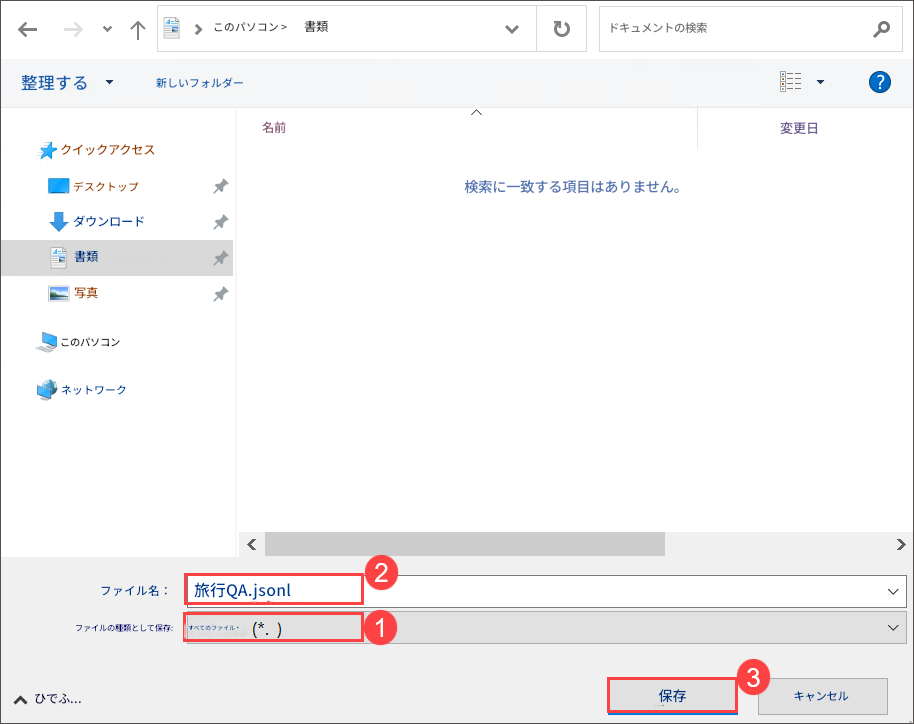 このパソコン> 書類
ドキュメントの検索
整理する
新しいフォルダー
?
名前
変更日
クイックアクセス
デスクトップ
ダウンロード
書類
写真
このパソコン
ネットワーク
検索に一致する項目はありません。
ファイル名：
旅行QA.jsonl
2
ファイルの種類として保存:
すべてのファイル・ (*. )
1
ひでふ...
保存
3
キャンセル